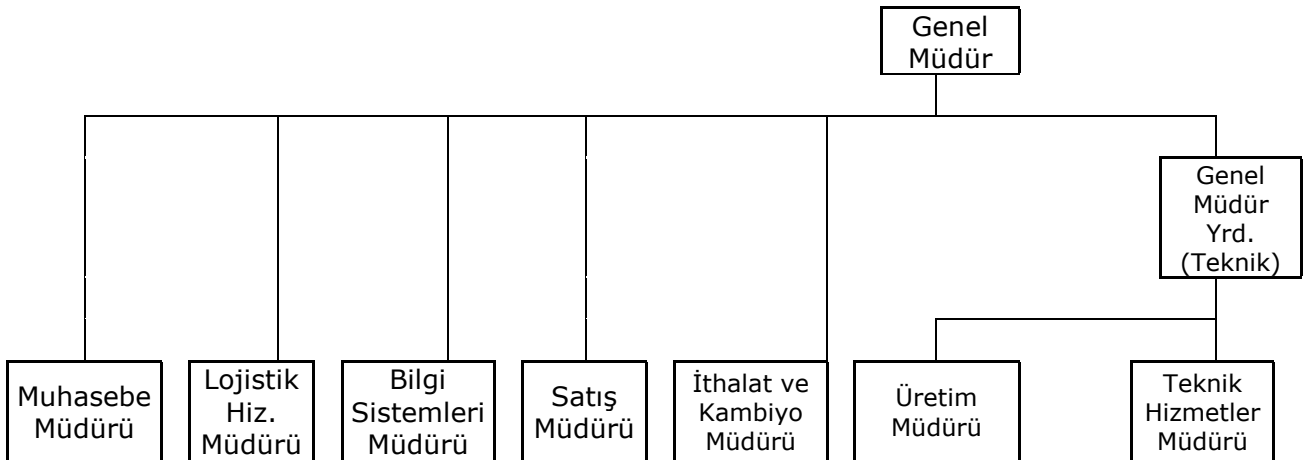 Genel
Müdür
Genel
Müdür
Yrd.
(Teknik)
Muhasebe
Müdürü
Lojistik
Hiz.
Müdürü
Bilgi
Sistemleri
Müdürü
Satış
Müdürü
İthalat ve
Kambiyo
Müdürü
Üretim
Müdürü
Teknik
Hizmetler
Müdürü